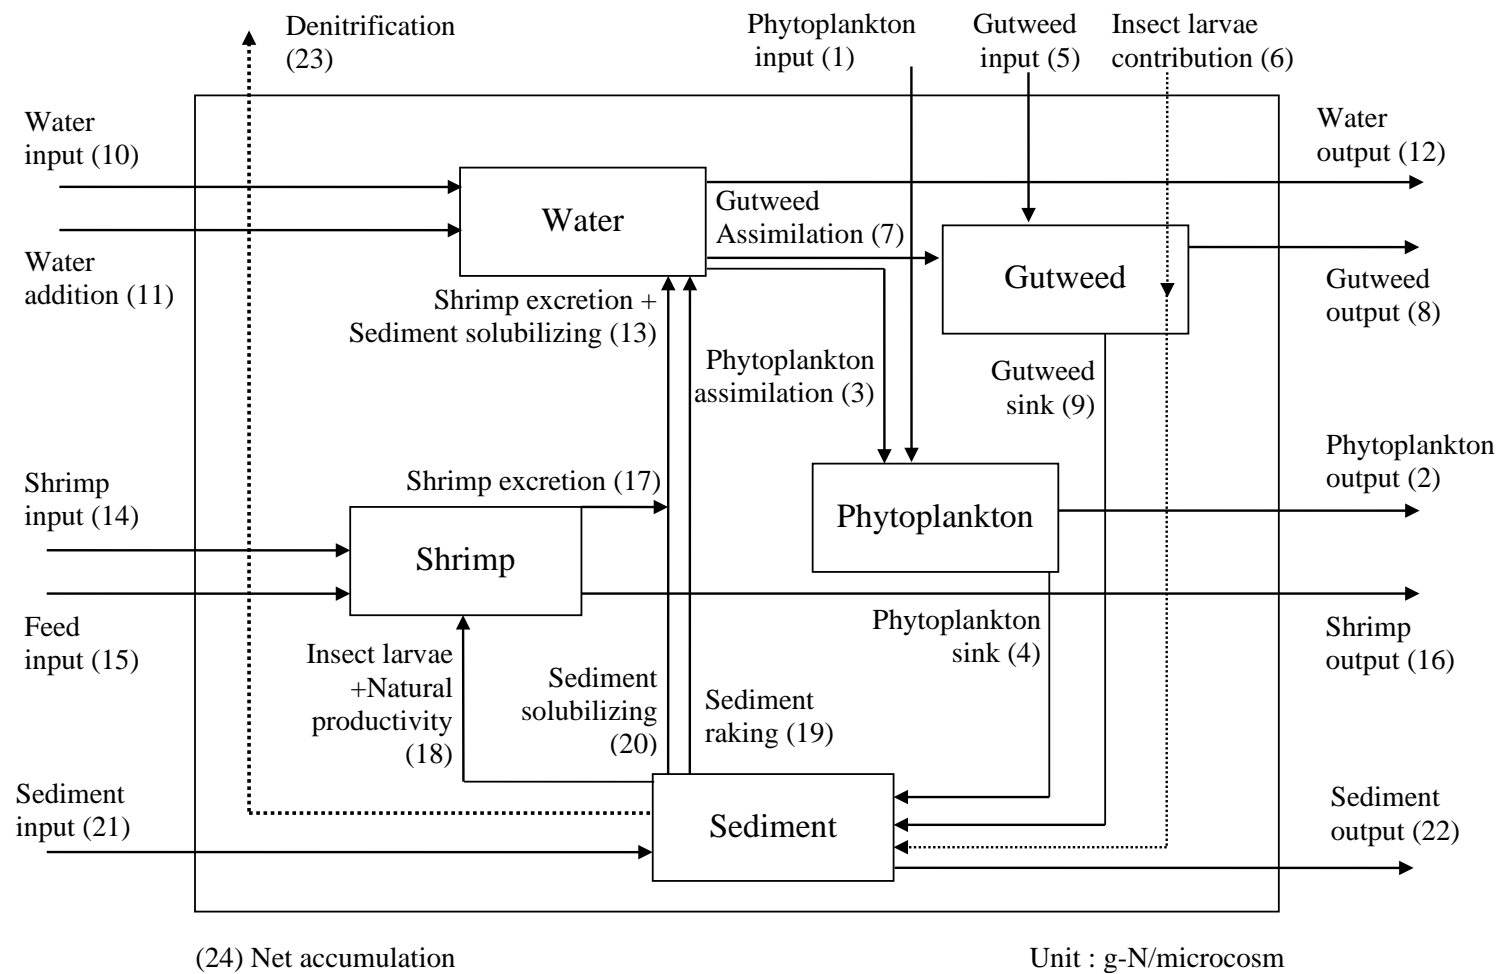 Denitrification
(23)
Phytoplankton
input (1)
Gutweed
input (5)
Insect larvae
contribution (6)
Water
input (10)
Water
output (12)
Water
Gutweed
Assimilation (7)
Gutweed
Water
addition (11)
Gutweed
output (8)
Shrimp excretion +
Sediment solubilizing (13)
Phytoplankton
assimilation (3)
Gutweed
sink (9)
Phytoplankton
output (2)
Shrimp excretion (17)
Shrimp
input (14)
Phytoplankton
Shrimp
Feed
input (15)
Phytoplankton
sink (4)
Shrimp
output (16)
Insect larvae
+Natural
productivity
(18)
Sediment
solubilizing
(20)
Sediment
raking (19)
Sediment
input (21)
Sediment
Sediment
output (22)
(24) Net accumulation
Unit : g-N/microcosm